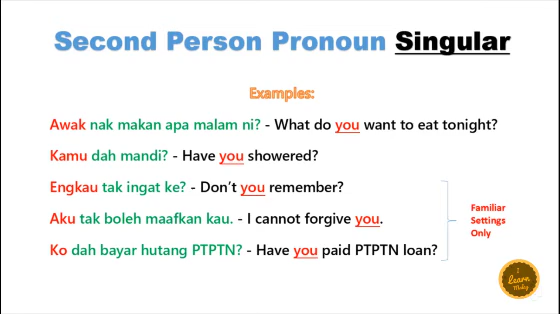 Second Person Pronoun Singular
Examples:
Awak nak makan apa malam ni? - What do you want to eat tonight?
Kamu dah mandi? - Have you showered?
Engkau tak ingat ke? - Don't you remember?
Aku tak boleh maafkan kau. - I cannot forgive you.
Ko dah bayar hutang PTPTN? - Have you paid PTPTN loan?
Familiar
Settings
Only
I
learn